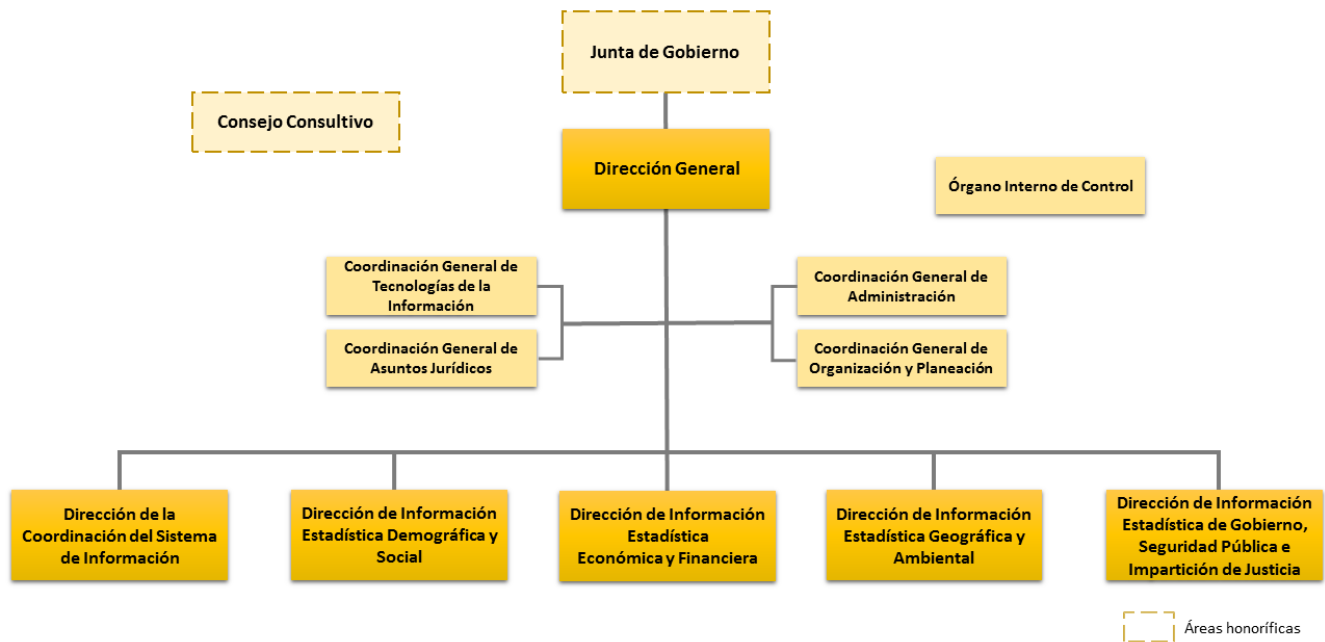 Junta de Gobierno
Consejo Consultivo
Dirección General
Órgano Interno de Control
Coordinación General de
Tecnologías de la
Información
Coordinación General de
Administración
Coordinación General de
Asuntos Jurídicos
Coordinación General de
Organización y Planeación
Dirección de la
Coordinación del Sistema
de Información
Dirección de Información
Estadística Demográfica y
Social
Dirección de Información
Estadística
Económica y Financiera
Dirección de Información
Estadística Geográfica y
Ambiental
Dirección de Información
Estadística de Gobierno,
Seguridad Pública e
Impartición de Justicia
Áreas honoríficas